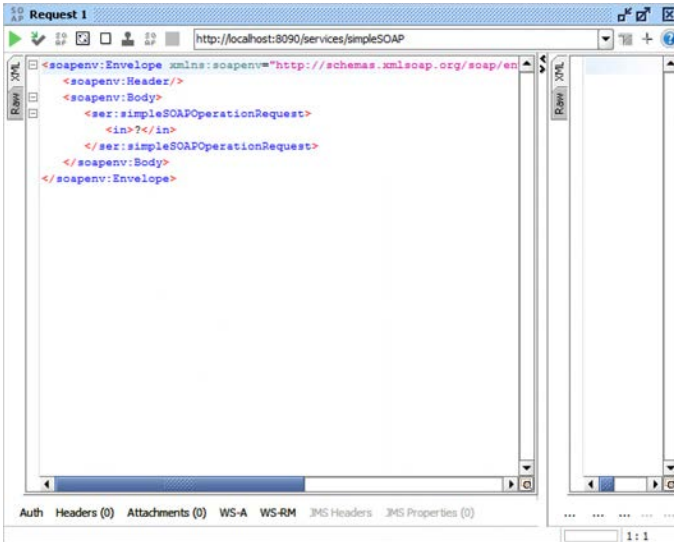 SO AP Request 1
http://localhost:8090/services/simpleSOAP
XML
Raw
<soapenv:Envelope xmlns:soapenv="http://schemas.xmlsoap.org/soap/en
<soapenv:Header/>
<soapenv:Body>
<ser:simpleSOAPOperationRequest>
<in>?</in>
</ser:simpleSOAPOperationRequest>
</soapenv:Body>
</soapenv:Envelope>
XML
Raw
Auth Headers (0) Attachments (0) WS-A WS-RM JMS Headers JMS Properties (0)
... ... ... ... ...
1 : 1